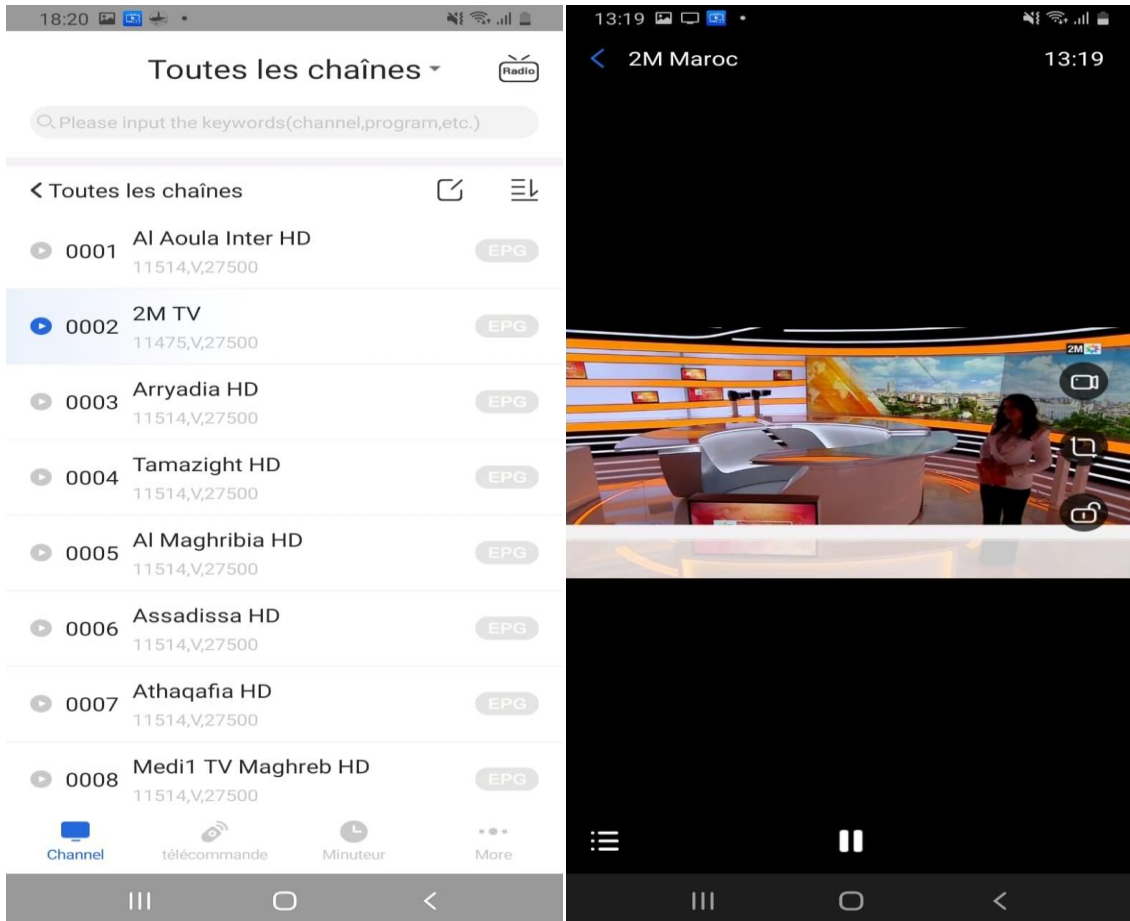 18:20
Toutes les chaînes
Radio
Please input the keywords(channel,program,etc.)
Toutes les chaînes
0001 Al Aoula Inter HD EPG
11514,V,27500
0002 2M TV EPG
11475,V,27500
0003 Arryadia HD EPG
11514,V,27500
0004 Tamazight HD EPG
11514,V,27500
0005 Al Maghribia HD EPG
11514,V,27500
0006 Assadissa HD EPG
11514,V,27500
0007 Athaqafia HD EPG
11514,V,27500
0008 Medi1 TV Maghreb HD EPG
11514,V,27500
Channel télécommande Minuteur More
13:19
2M Maroc 13:19
2M